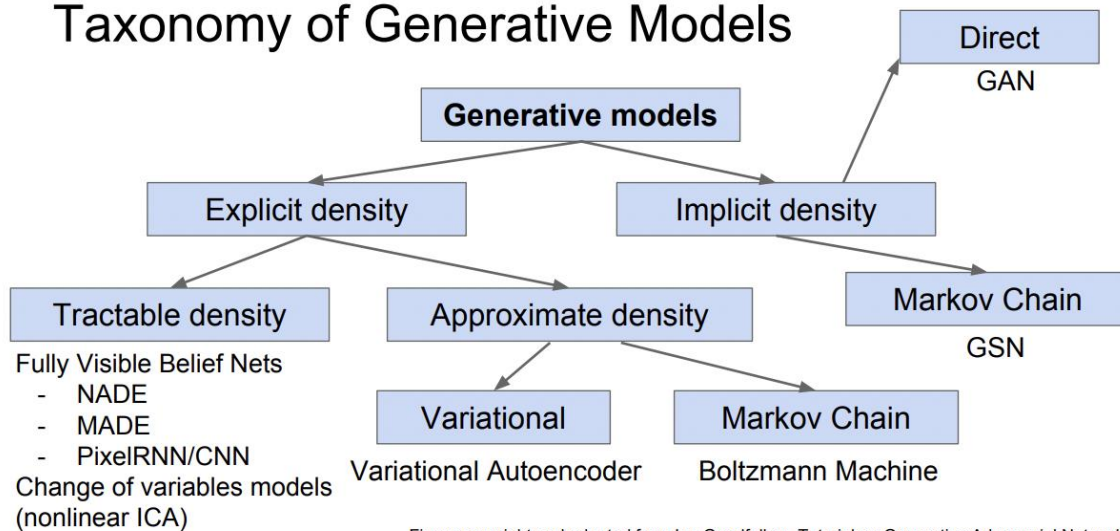 Taxonomy of Generative Models
Direct
GAN
Generative models
Explicit density
Implicit density
Tractable density
Approximate density
Markov Chain
GSN
Fully Visible Belief Nets
- NADE
- MADE
- PixelRNN/CNN
Change of variables models
(nonlinear ICA)
Variational
Variational Autoencoder
Markov Chain
Boltzmann Machine